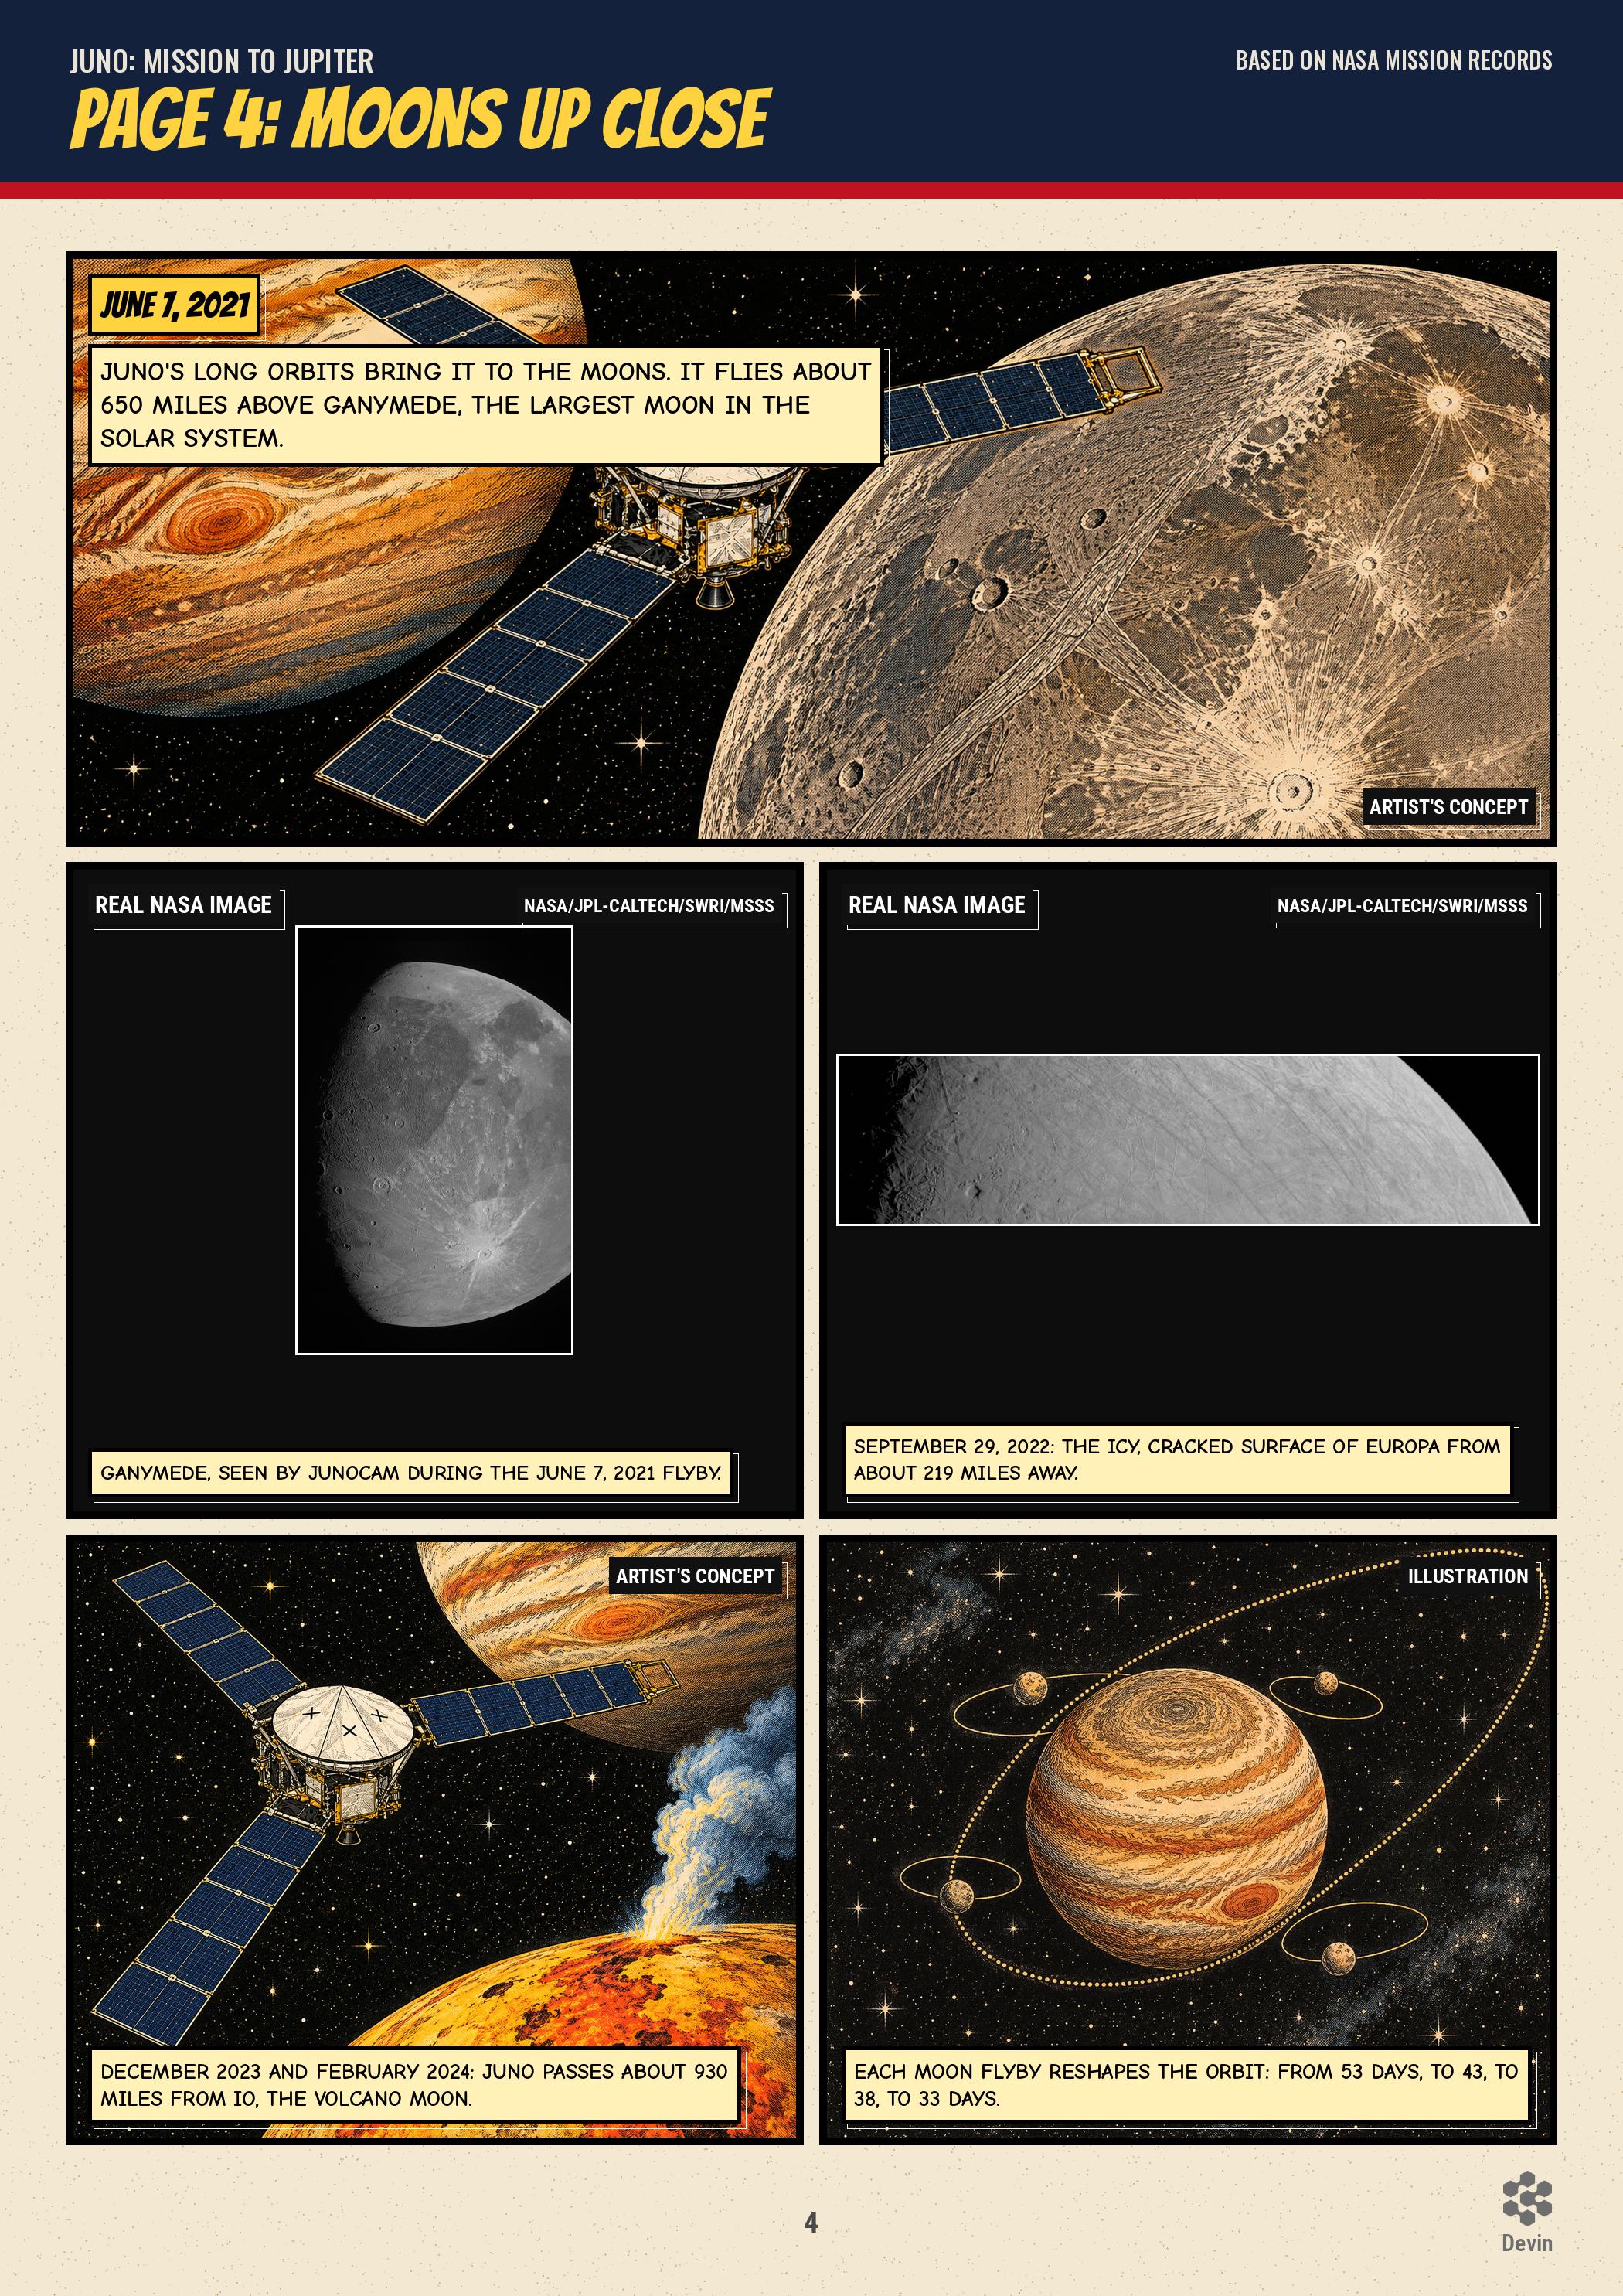 JUNO: MISSION TO JUPITER
BASED ON NASA MISSION RECORDS
PAGE 4: MOONS UP CLOSE
JUNE 7, 2021
JUNO'S LONG ORBITS BRING IT TO THE MOONS. IT FLIES ABOUT
650 MILES ABOVE GANYMEDE, THE LARGEST MOON IN THE
SOLAR SYSTEM.
ARTIST'S CONCEPT
REAL NASA IMAGE
NASA/JPL-CALTECH/SWRI/MSSS
GANYMEDE, SEEN BY JUNOCAM DURING THE JUNE 7, 2021 FLYBY.
REAL NASA IMAGE
NASA/JPL-CALTECH/SWRI/MSSS
SEPTEMBER 29, 2022: THE ICY, CRACKED SURFACE OF EUROPA FROM
ABOUT 219 MILES AWAY.
ARTIST'S CONCEPT
DECEMBER 2023 AND FEBRUARY 2024: JUNO PASSES ABOUT 930
MILES FROM IO, THE VOLCANO MOON.
ILLUSTRATION
EACH MOON FLYBY RESHAPES THE ORBIT: FROM 53 DAYS, TO 43, TO
38, TO 33 DAYS.
4
Devin